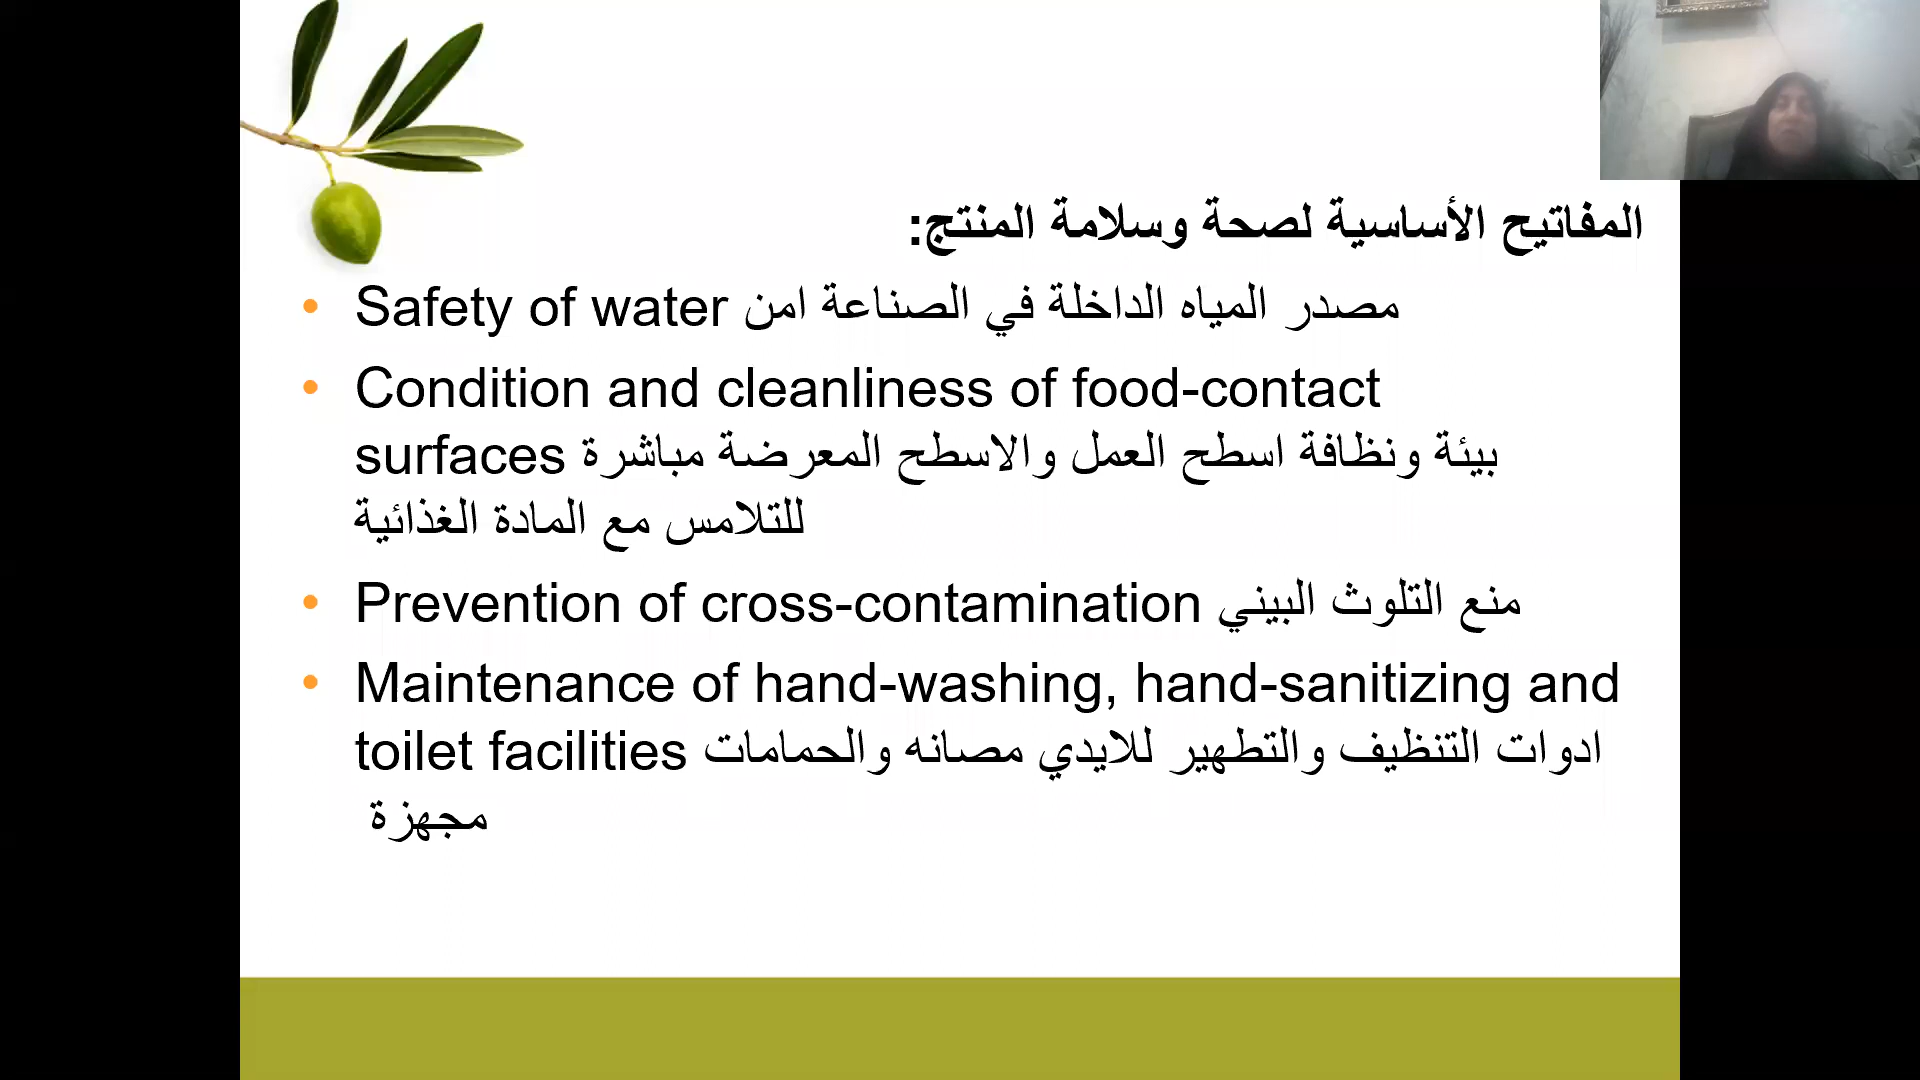 المفاتيح الأساسية لصحة وسلامة المنتج:
• Safety of water مصدر المياه الداخلة في الصناعة امن
• Condition and cleanliness of food-contact
surfaces بيئة ونظافة اسطح العمل والاسطح المعرضة مباشرة
للتلامس مع المادة الغذائية
• Prevention of cross-contamination منع التلوث البيني
• Maintenance of hand-washing, hand-sanitizing and
toilet facilities ادوات التنظيف والتطهير للايدي مصانه والحمامات
مجهزة